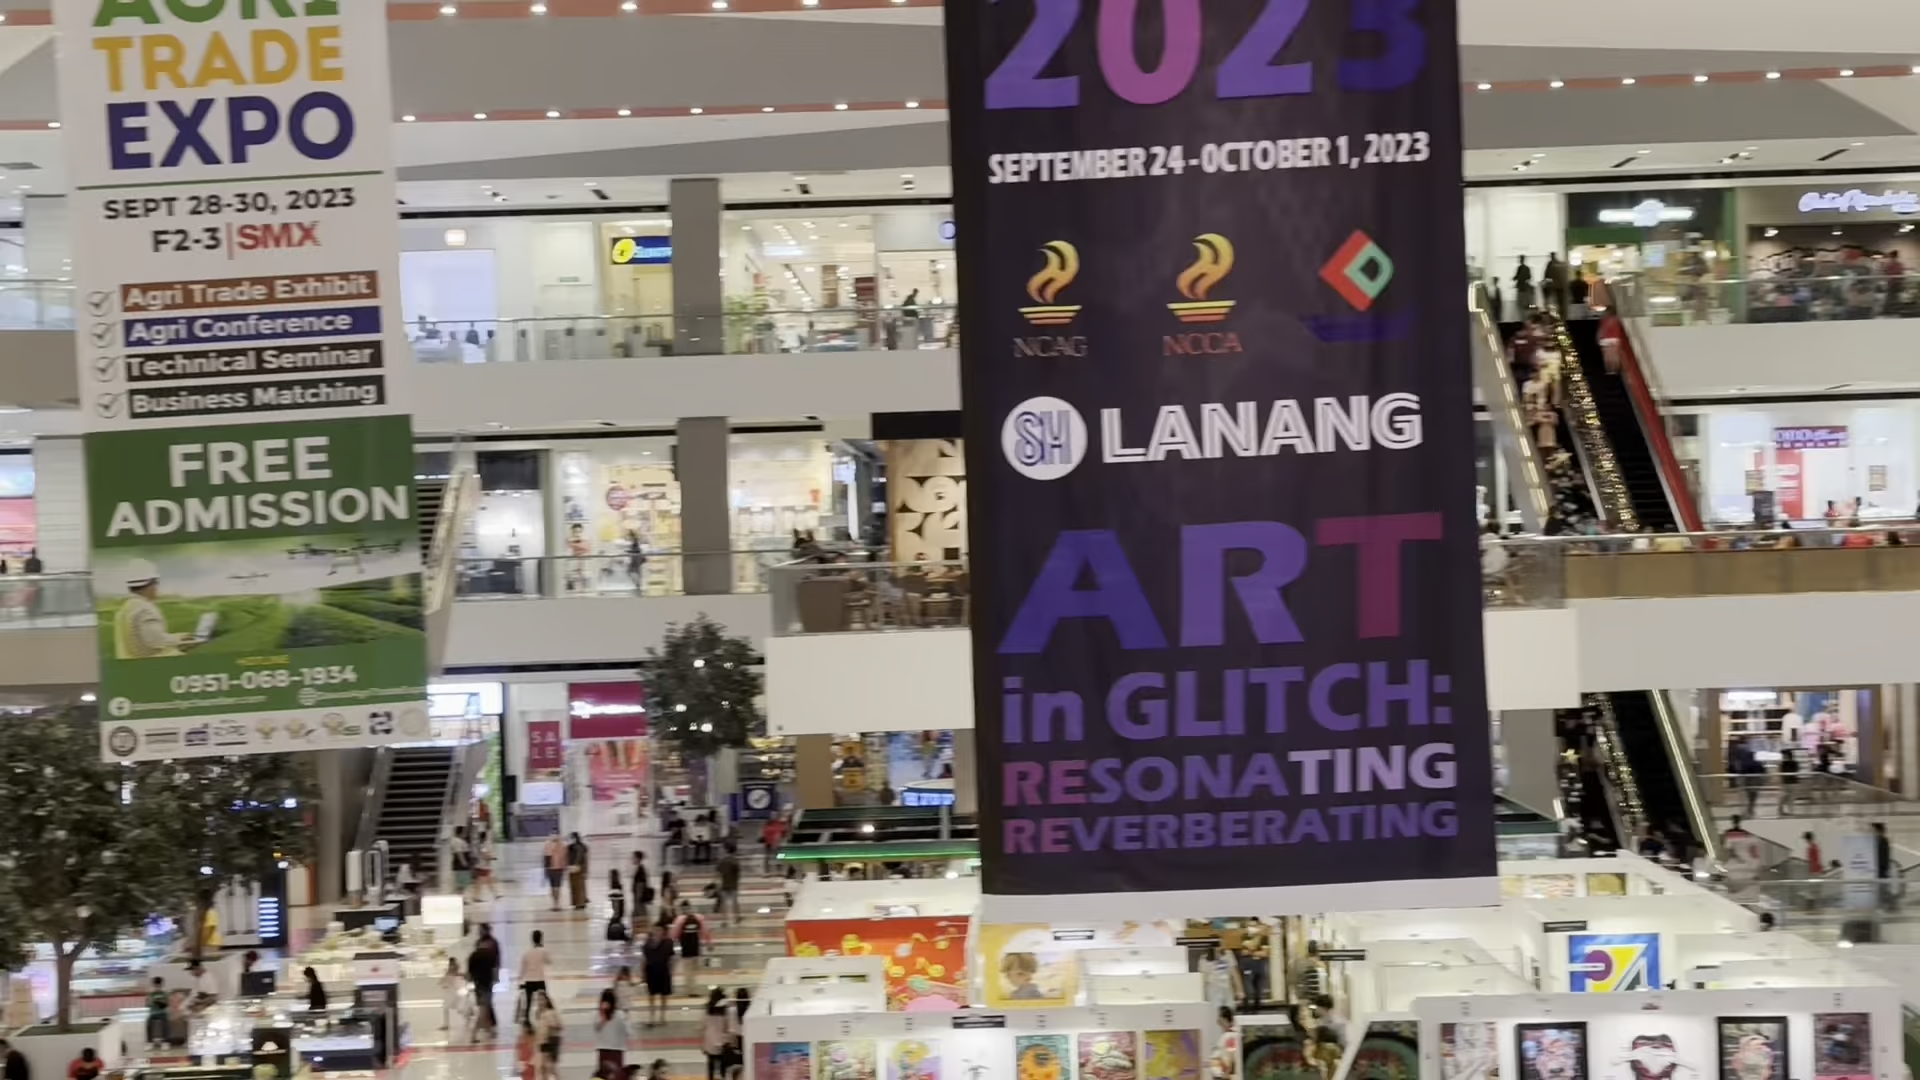 AGRI
TRADE
EXPO
SEPT 28-30, 2023
F2-3 | SMX
Agri Trade Exhibit
Agri Conference
Technical Seminar
Business Matching
FREE
ADMISSION
HOTLINE
0951-068-1934
2023
SEPTEMBER 24 - OCTOBER 1, 2023
NCAG
NCCA
SM LANANG
ART
in GLITCH:
RESONATING
REVERBERATING
SALE